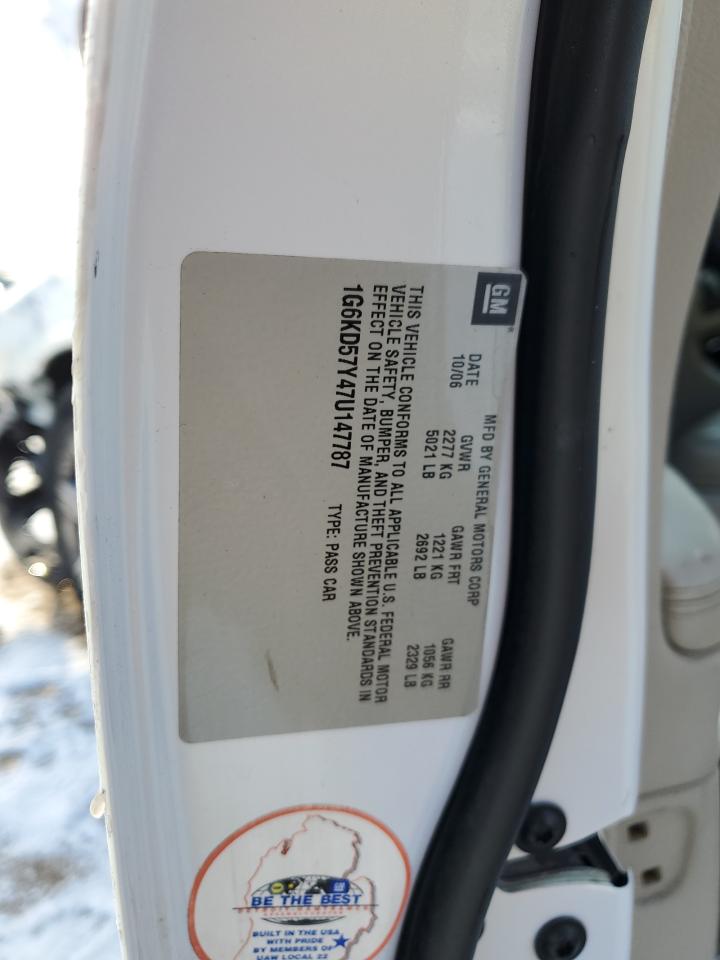 GM
MFD BY GENERAL MOTORS CORP
DATE GVWR GAWR FRT GAWR RR
10/06 2277 KG 1221 KG 1056 KG
5021 LB 2692 LB 2329 LB
THIS VEHICLE CONFORMS TO ALL APPLICABLE U.S. FEDERAL MOTOR
VEHICLE SAFETY, BUMPER, AND THEFT PREVENTION STANDARDS IN
EFFECT ON THE DATE OF MANUFACTURE SHOWN ABOVE.
1G6KD57Y47U147787 TYPE: PASS CAR
BE THE BEST
BUILT IN THE USA
WITH PRIDE
BY MEMBERS OF
UAW LOCAL 22